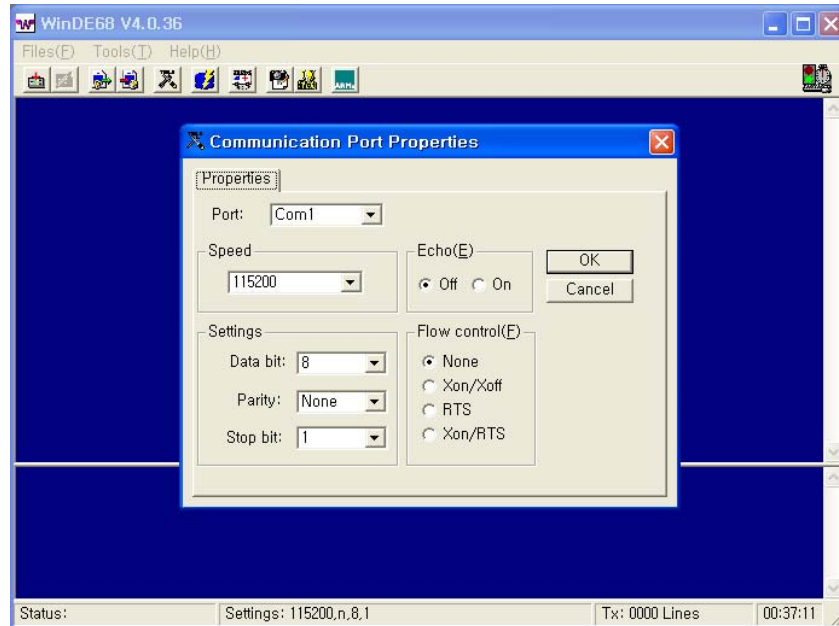 WinDE68 V4.0.36
Files(F) Tools(T) Help(H)
ARM.
Communication Port Properties
Properties
Port: Com1
Speed
115200
Echo(E)
Off On
OK
Cancel
Settings
Data bit: 8
Parity: None
Stop bit: 1
Flow control(F)
None
Xon/Xoff
RTS
Xon/RTS
Status: Settings: 115200,n,8,1 Tx: 0000 Lines 00:37:11